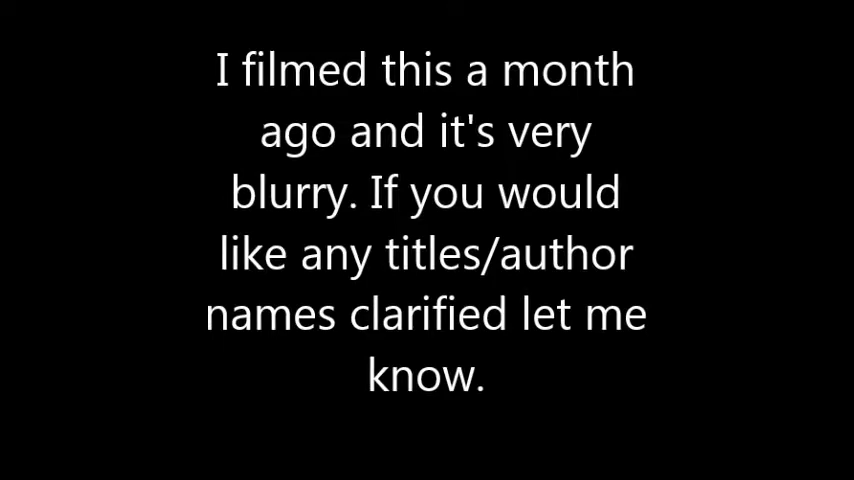 I filmed this a month
ago and it's very
blurry. If you would
like any titles/author
names clarified let me
know.